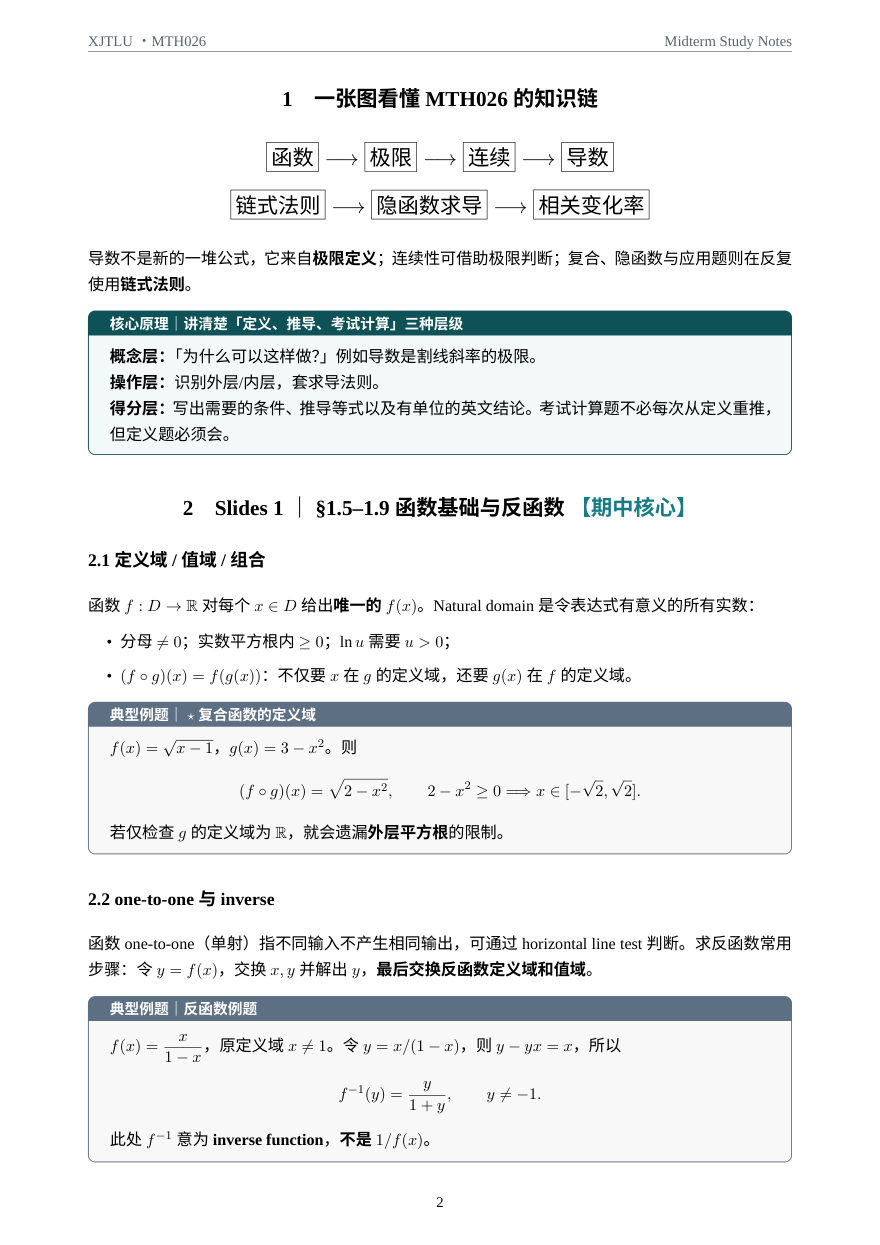 XJTLU・MTH026 Midterm Study Notes
1 一张图看懂 MTH026 的知识链
函数 ⟶ 极限 ⟶ 连续 ⟶ 导数
链式法则 ⟶ 隐函数求导 ⟶ 相关变化率
导数不是新的一堆公式，它来自极限定义；连续性可借助极限判断；复合、隐函数与应用题则在反复
使用链式法则。
核心原理｜讲清楚「定义、推导、考试计算」三种层级
概念层：「为什么可以这样做？」例如导数是割线斜率的极限。
操作层：识别外层/内层，套求导法则。
得分层：写出需要的条件、推导等式以及有单位的英文结论。考试计算题不必每次从定义重推，
但定义题必须会。
2 Slides 1｜§1.5–1.9 函数基础与反函数 【期中核心】
2.1 定义域 / 值域 / 组合
函数 f : D → ℝ 对每个 x ∈ D 给出唯一的 f(x)。Natural domain 是令表达式有意义的所有实数：
• 分母 ≠ 0；实数平方根内 ≥ 0；ln u 需要 u > 0；
• (f ∘ g)(x) = f(g(x))：不仅要 x 在 g 的定义域，还要 g(x) 在 f 的定义域。
典型例题｜ ⋆ 复合函数的定义域
f(x) = √(x − 1)，g(x) = 3 − x²。则
(f ∘ g)(x) = √(2 − x²), 2 − x² ≥ 0 ⟹ x ∈ [−√2, √2].
若仅检查 g 的定义域为 ℝ，就会遗漏外层平方根的限制。
2.2 one-to-one 与 inverse
函数 one-to-one（单射）指不同输入不产生相同输出，可通过 horizontal line test 判断。求反函数常用
步骤：令 y = f(x)，交换 x, y 并解出 y，最后交换反函数定义域和值域。
典型例题｜反函数例题
f(x) = x/(1 − x)，原定义域 x ≠ 1。令 y = x/(1 − x)，则 y − yx = x，所以
f⁻¹(y) = y/(1 + y), y ≠ −1.
此处 f⁻¹ 意为 inverse function，不是 1/f(x)。
2